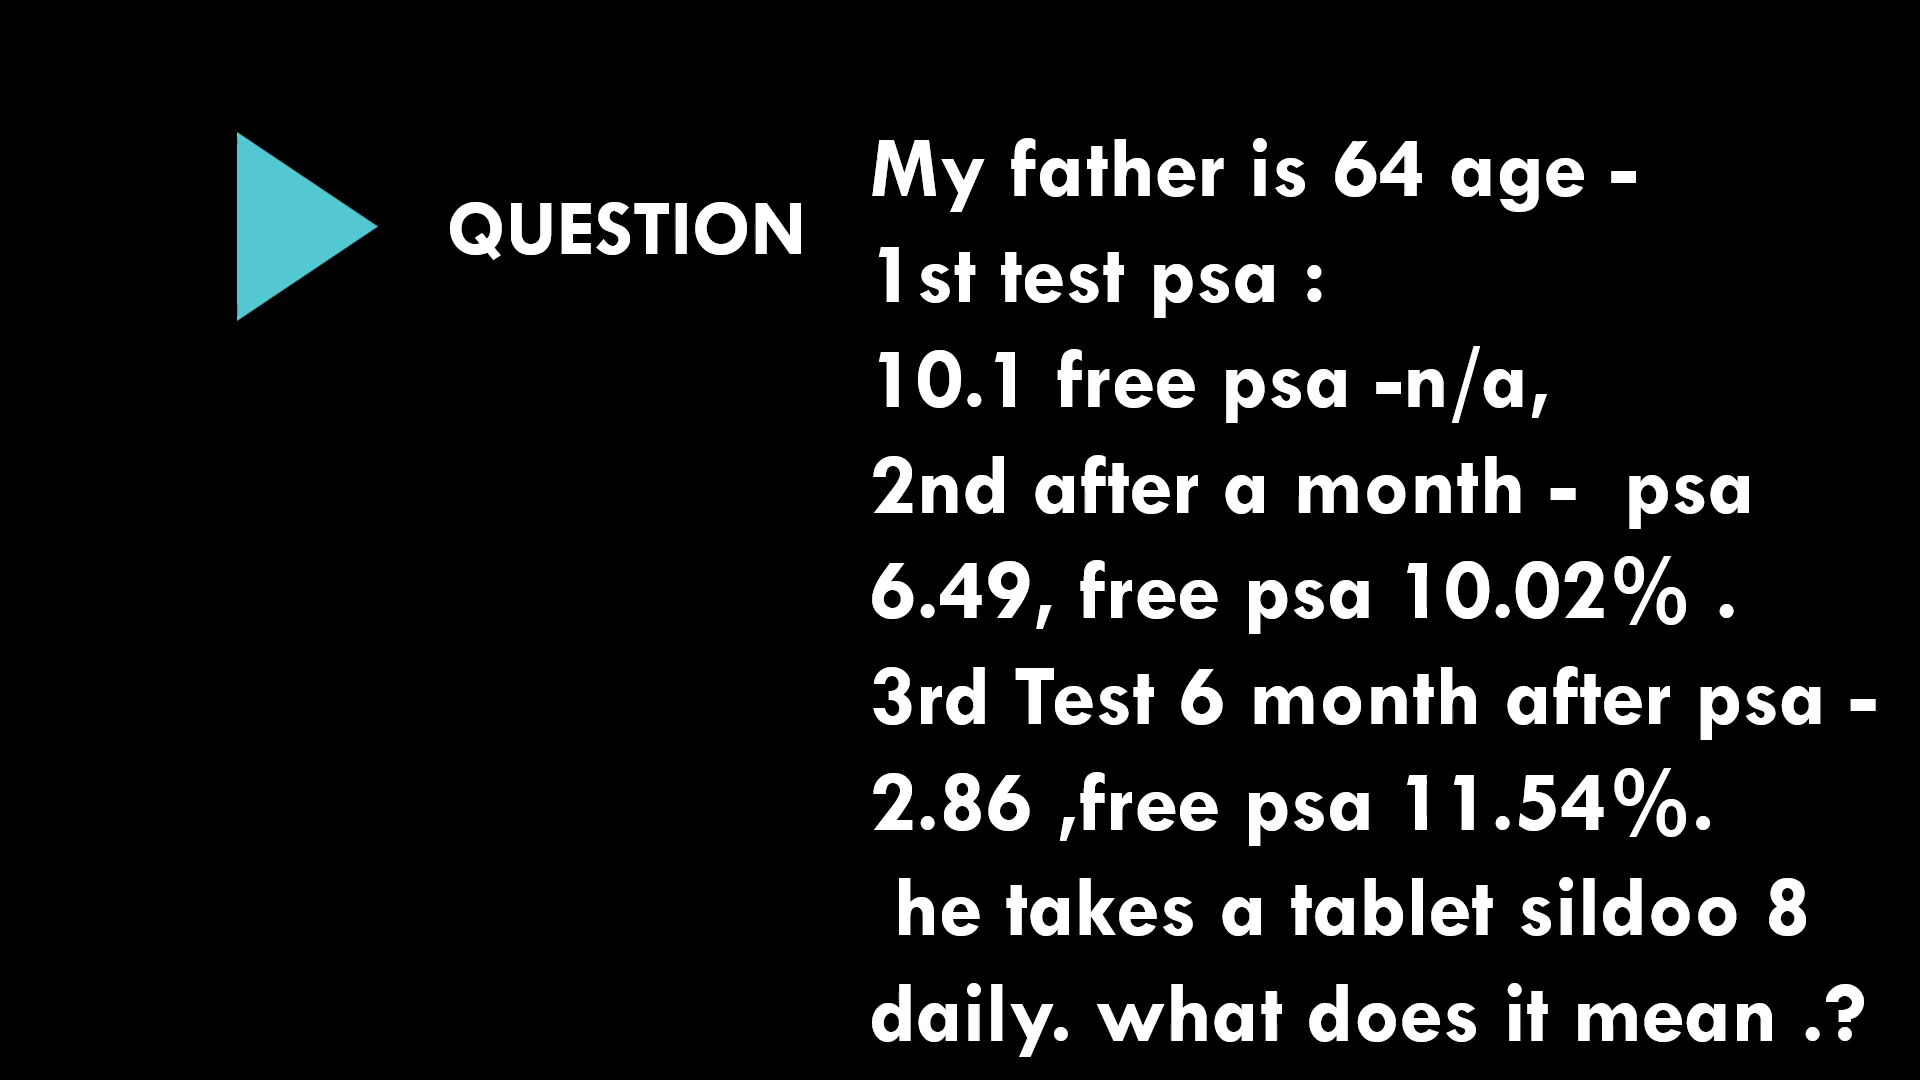 QUESTION
My father is 64 age -
1st test psa :
10.1 free psa -n/a,
2nd after a month -  psa
6.49, free psa 10.02% .
3rd Test 6 month after psa -
2.86 ,free psa 11.54%.
he takes a tablet sildoo 8
daily. what does it mean .?